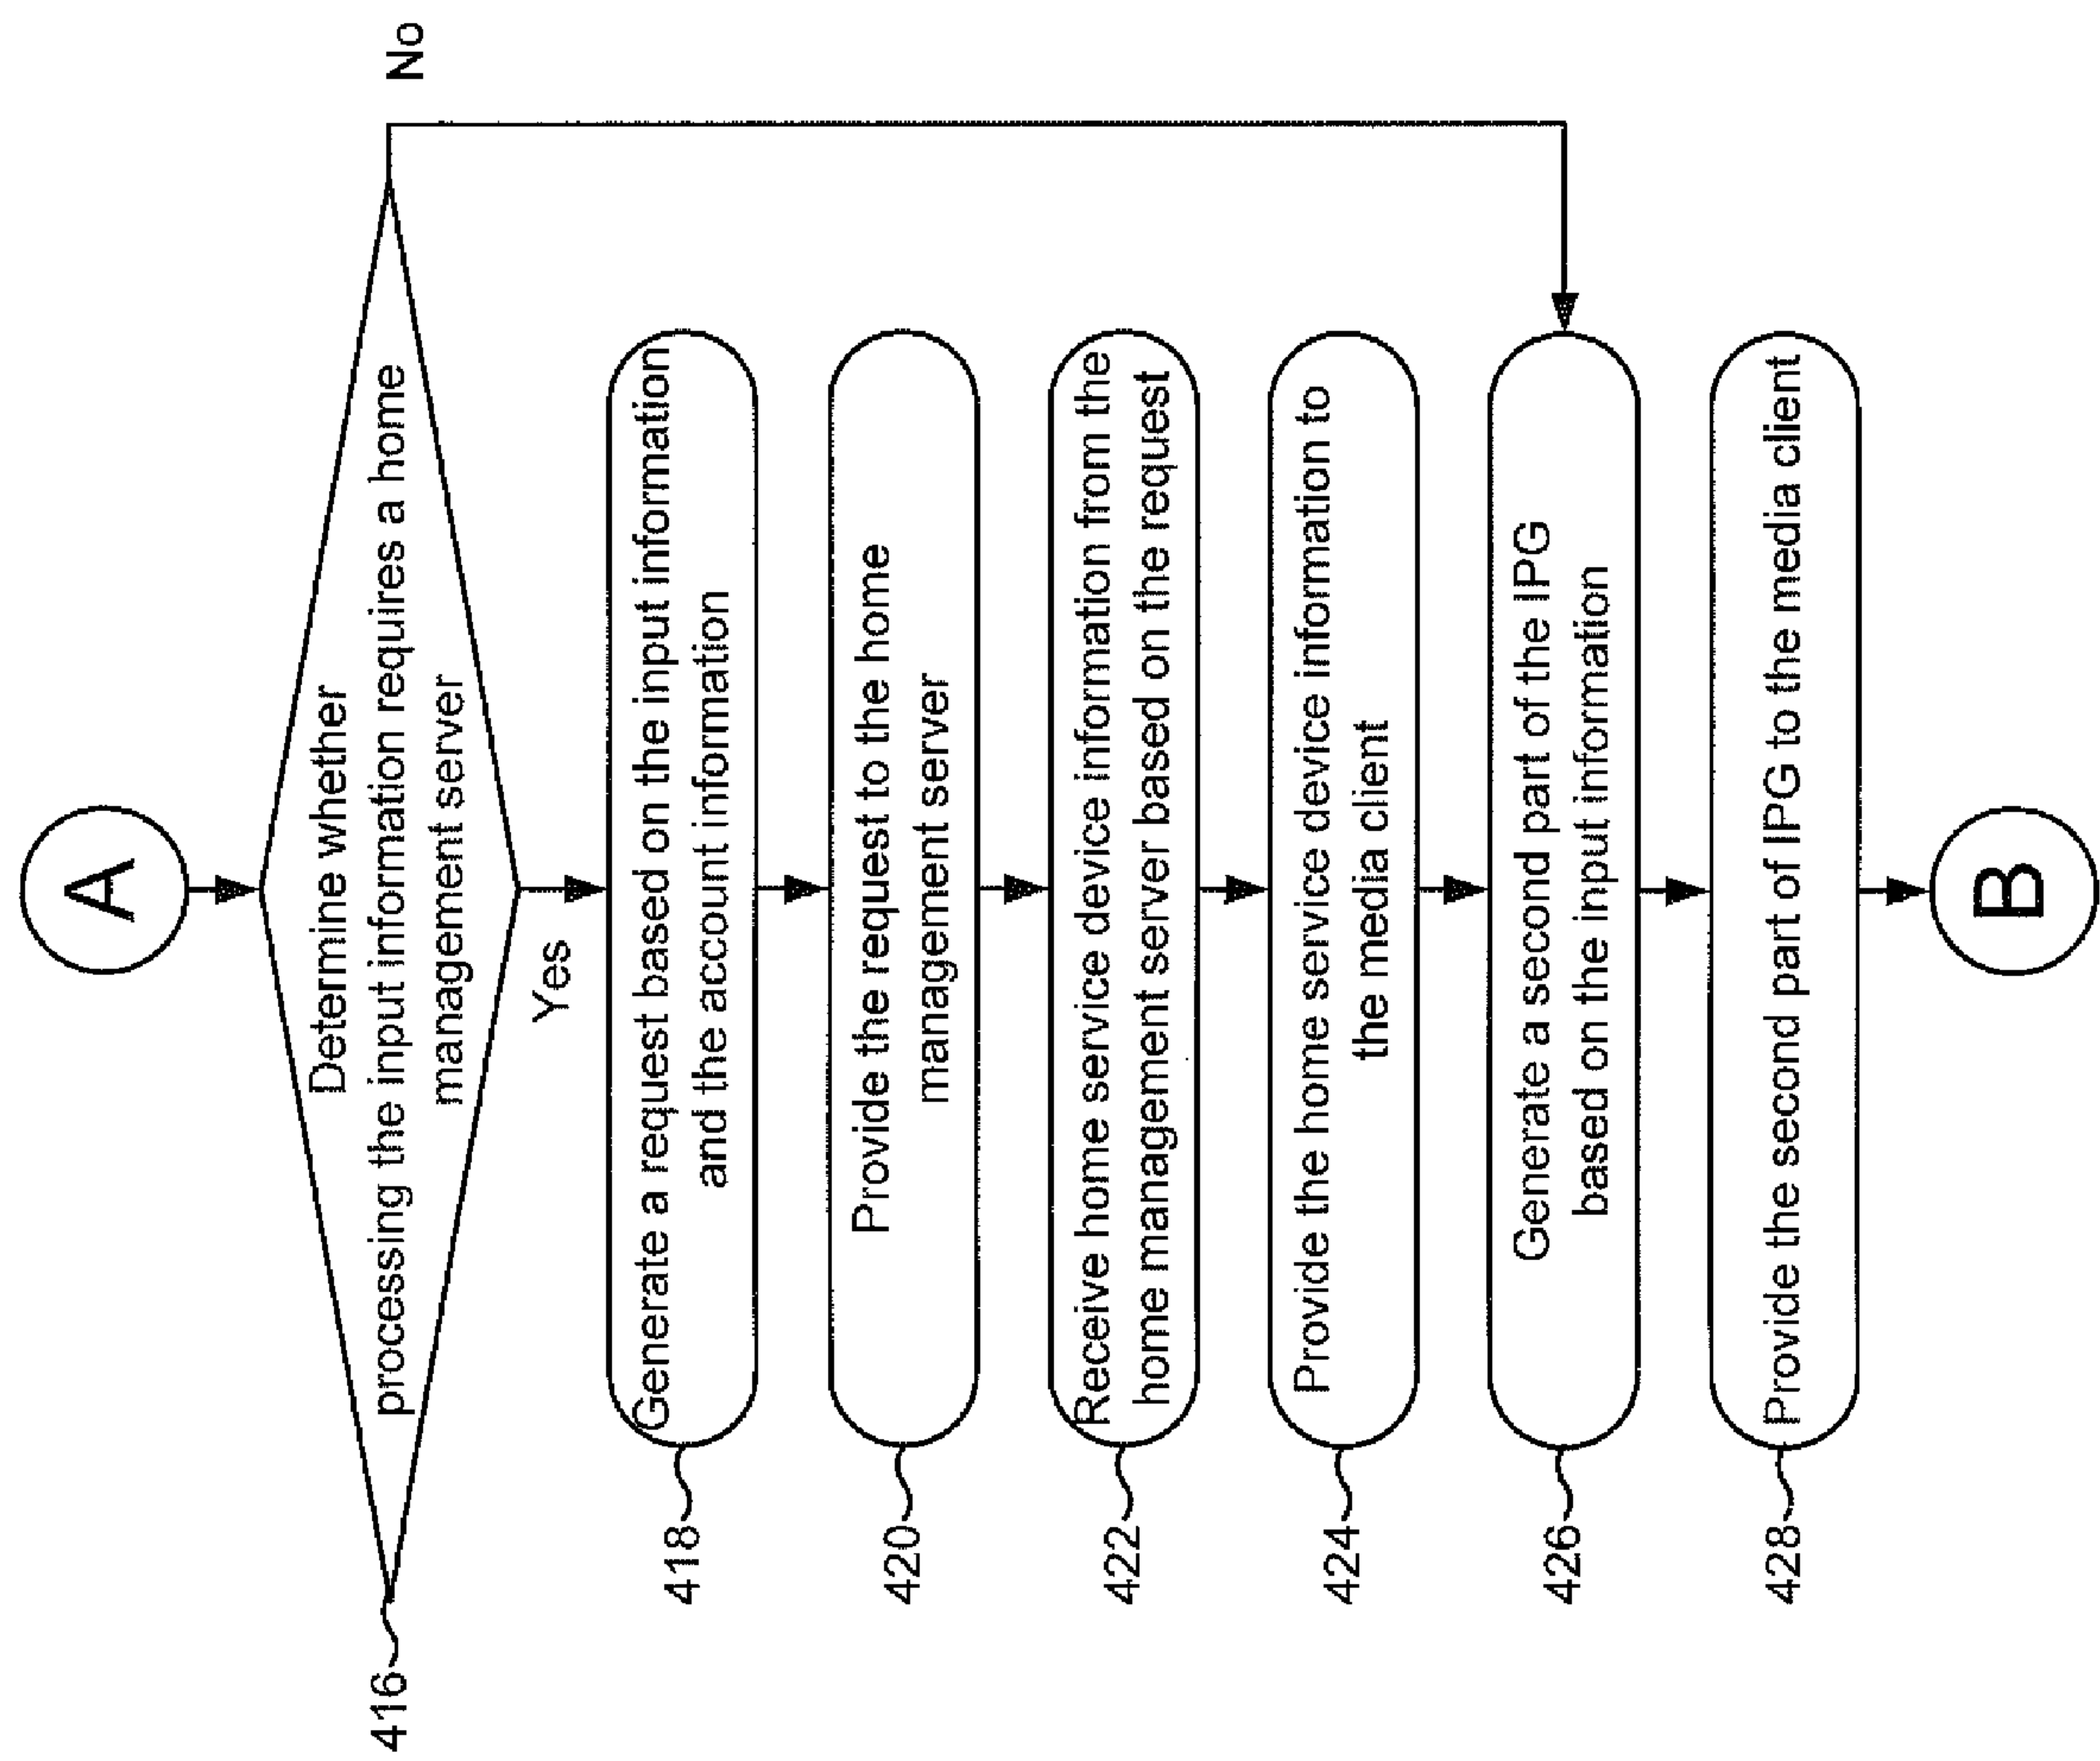 A
Determine whether
processing the input information requires a home
management server
416
No
Yes
Generate a request based on the input information
and the account information
418
Provide the request to the home
management server
420
Receive home service device information from the
home management server based on the request
422
Provide the home service device information to
the media client
424
Generate a second part of the IPG
based on the input information
426
Provide the second part of IPG to the media client
428
B